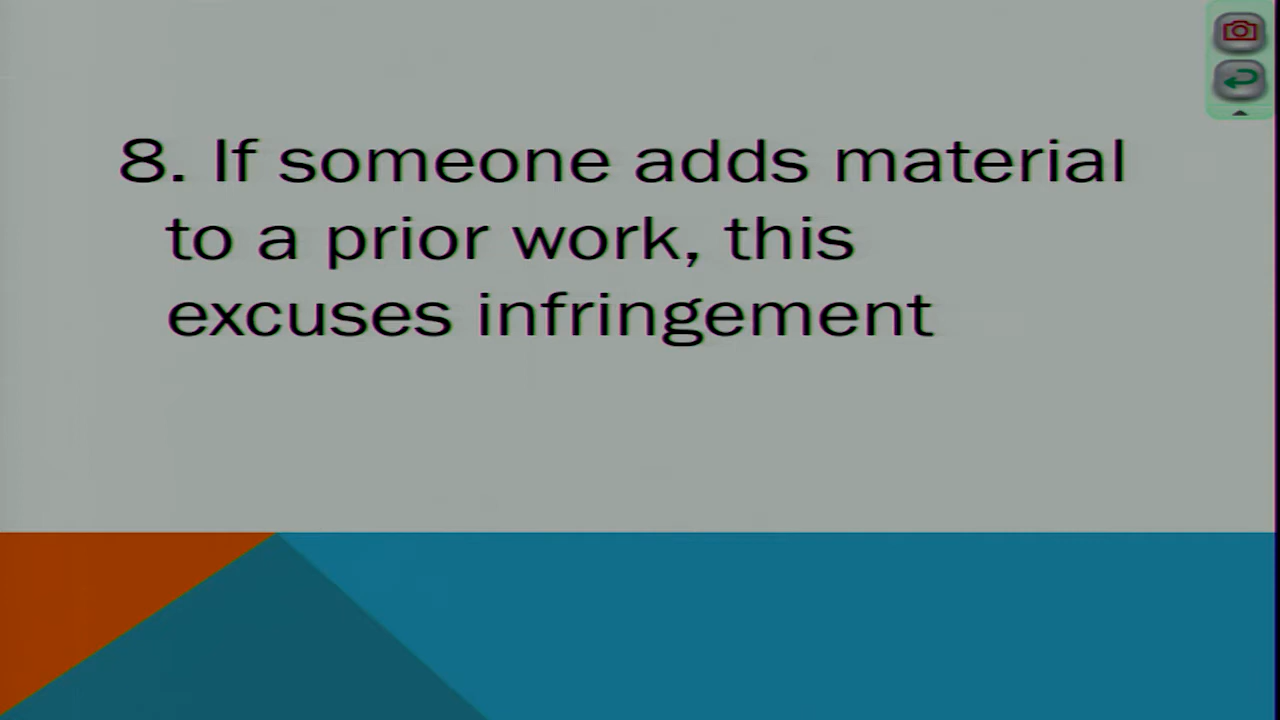 8. If someone adds material
to a prior work, this
excuses infringement